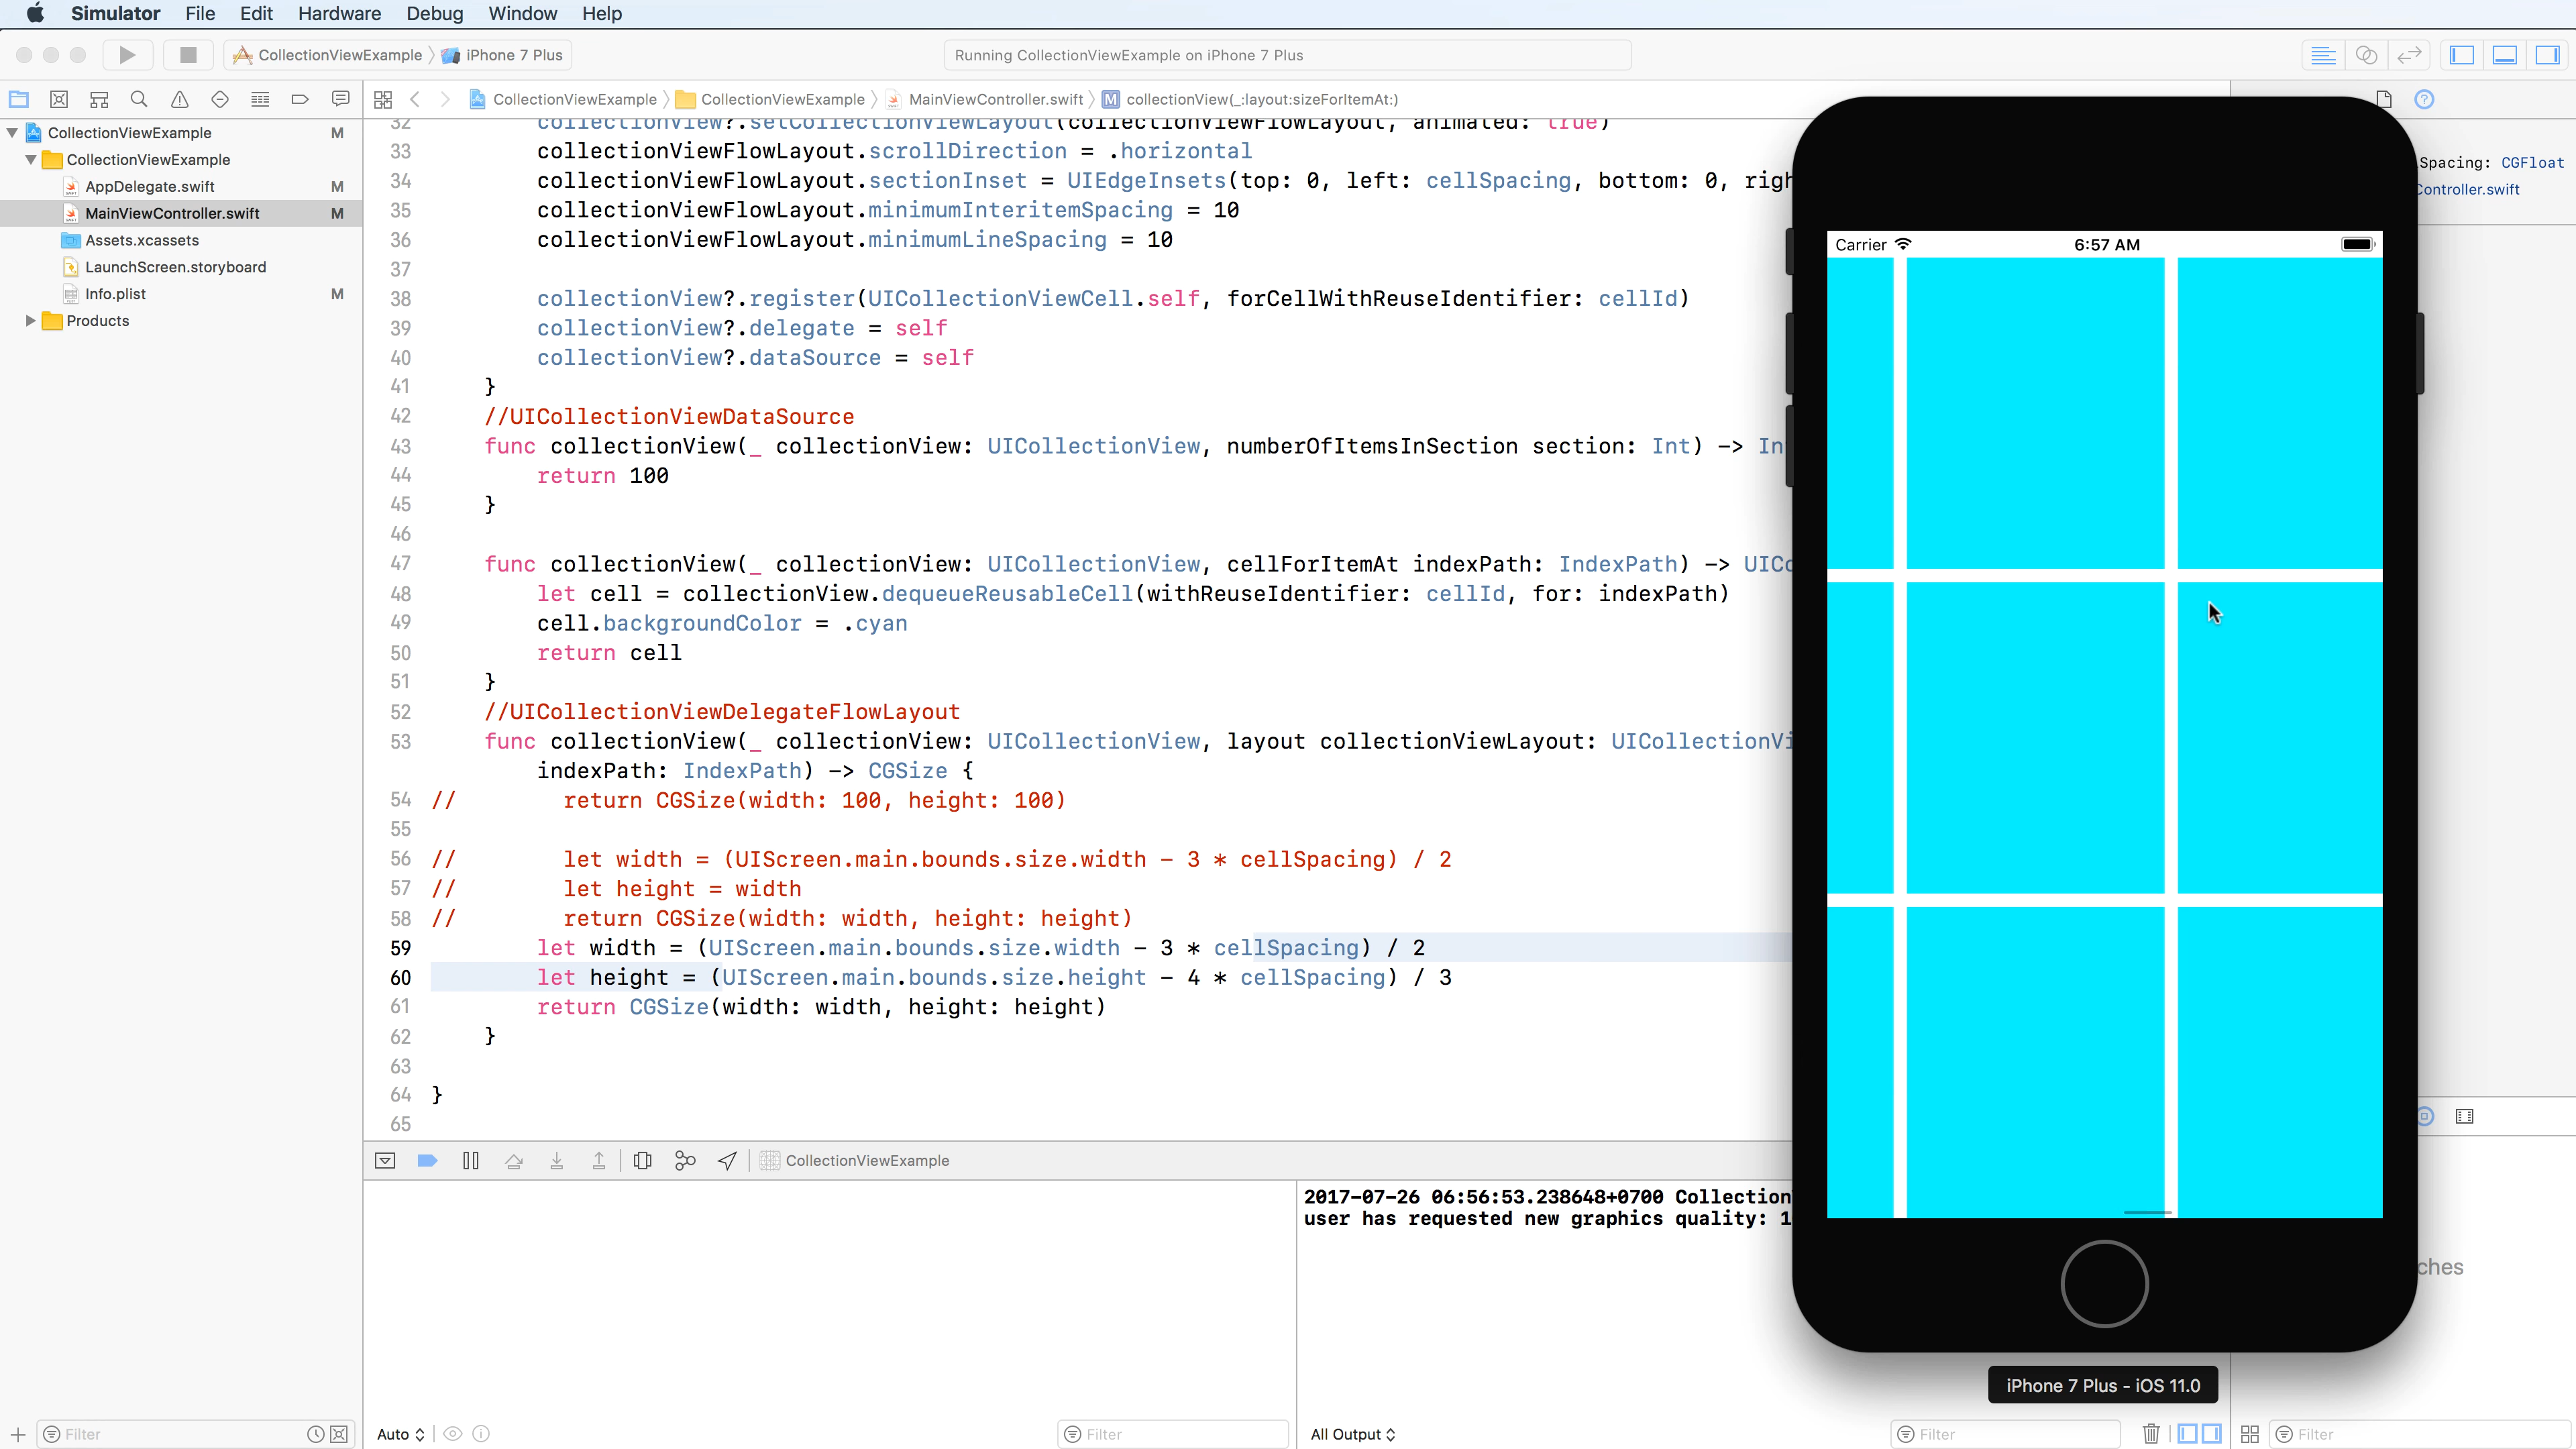 Simulator File Edit Hardware Debug Window Help
CollectionViewExample iPhone 7 Plus
Running CollectionViewExample on iPhone 7 Plus
CollectionViewExample CollectionViewExample MainViewController.swift M collectionView(_:layout:sizeForItemAt:)
CollectionViewExample M
CollectionViewExample
AppDelegate.swift M
MainViewController.swift M
Assets.xcassets
LaunchScreen.storyboard
Info.plist M
Products
32 collectionView?.setCollectionViewLayout(collectionViewFlowLayout, animated: true)
33 collectionViewFlowLayout.scrollDirection = .horizontal
34 collectionViewFlowLayout.sectionInset = UIEdgeInsets(top: 0, left: cellSpacing, bottom: 0, righ
35 collectionViewFlowLayout.minimumInteritemSpacing = 10
36 collectionViewFlowLayout.minimumLineSpacing = 10
37
38 collectionView?.register(UICollectionViewCell.self, forCellWithReuseIdentifier: cellId)
39 collectionView?.delegate = self
40 collectionView?.dataSource = self
41 }
42 //UICollectionViewDataSource
43 func collectionView(_ collectionView: UICollectionView, numberOfItemsInSection section: Int) -> In
44 return 100
45 }
46
47 func collectionView(_ collectionView: UICollectionView, cellForItemAt indexPath: IndexPath) -> UICo
48 let cell = collectionView.dequeueReusableCell(withReuseIdentifier: cellId, for: indexPath)
49 cell.backgroundColor = .cyan
50 return cell
51 }
52 //UICollectionViewDelegateFlowLayout
53 func collectionView(_ collectionView: UICollectionView, layout collectionViewLayout: UICollectionVi
indexPath: IndexPath) -> CGSize {
54 // return CGSize(width: 100, height: 100)
55
56 // let width = (UIScreen.main.bounds.size.width - 3 * cellSpacing) / 2
57 // let height = width
58 // return CGSize(width: width, height: height)
59 let width = (UIScreen.main.bounds.size.width - 3 * cellSpacing) / 2
60 let height = (UIScreen.main.bounds.size.height - 4 * cellSpacing) / 3
61 return CGSize(width: width, height: height)
62 }
63
64 }
65
CollectionViewExample
2017-07-26 06:56:53.238648+0700 Collection
user has requested new graphics quality: 1
Auto Filter All Output Filter
Filter
Carrier 6:57 AM
iPhone 7 Plus - iOS 11.0
Spacing: CGFloat
Controller.swift
ches
Filter